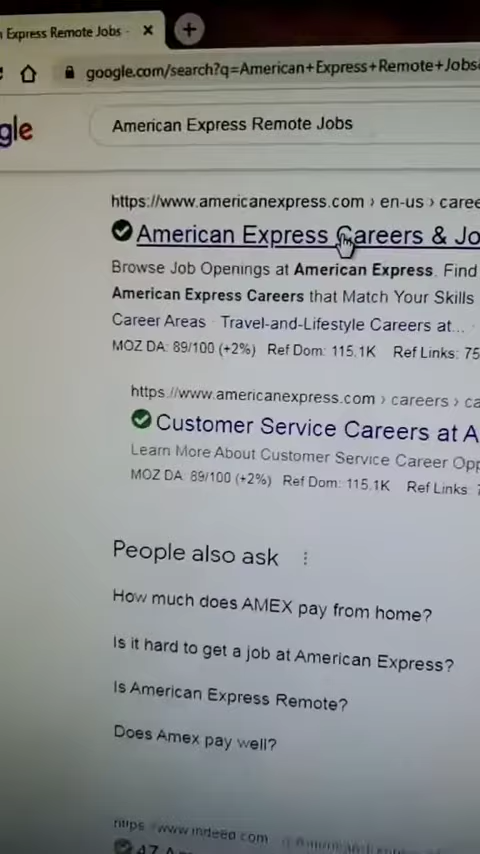 Express Remote Jobs -
google.com/search?q=American+Express+Remote+Jobs
gle
American Express Remote Jobs
https://www.americanexpress.com › en-us ›
American Express Careers &
Browse Job Openings at American Express. Find
American Express Careers that Match Your Skills
Career Areas · Travel-and-Lifestyle Careers at...
MOZ DA: 89/100 (+2%) Ref Dom: 115.1K Ref Links:
https://www.americanexpress.com › careers ›
Customer Service Careers at
Learn More About Customer Service Career
MOZ DA: 89/100 (+2%) Ref Dom: 115.1K Ref Links:
People also ask
How much does AMEX pay from home?
Is it hard to get a job at American Express?
Is American Express Remote?
Does Amex pay well?
https://www.indeed.com
47